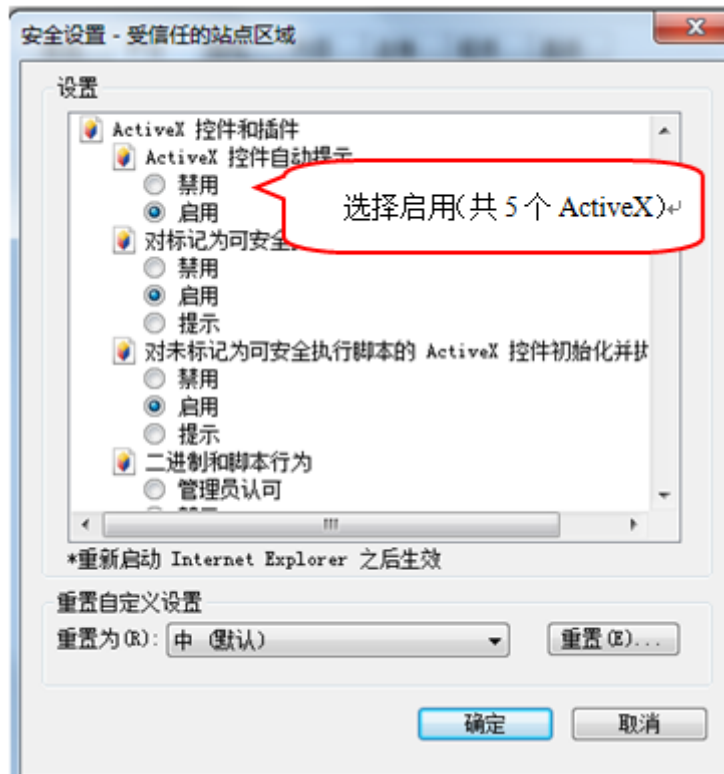 安全设置 - 受信任的站点区域
设置
ActiveX 控件和插件
ActiveX 控件自动提示
禁用
启用
选择启用(共 5 个 ActiveX)↵
对标记为可安全
禁用
启用
提示
对未标记为可安全执行脚本的 ActiveX 控件初始化并执
禁用
启用
提示
二进制和脚本行为
管理员认可
*重新启动 Internet Explorer 之后生效
重置自定义设置
重置为(R): 中 (默认)
重置(E)...
确定
取消